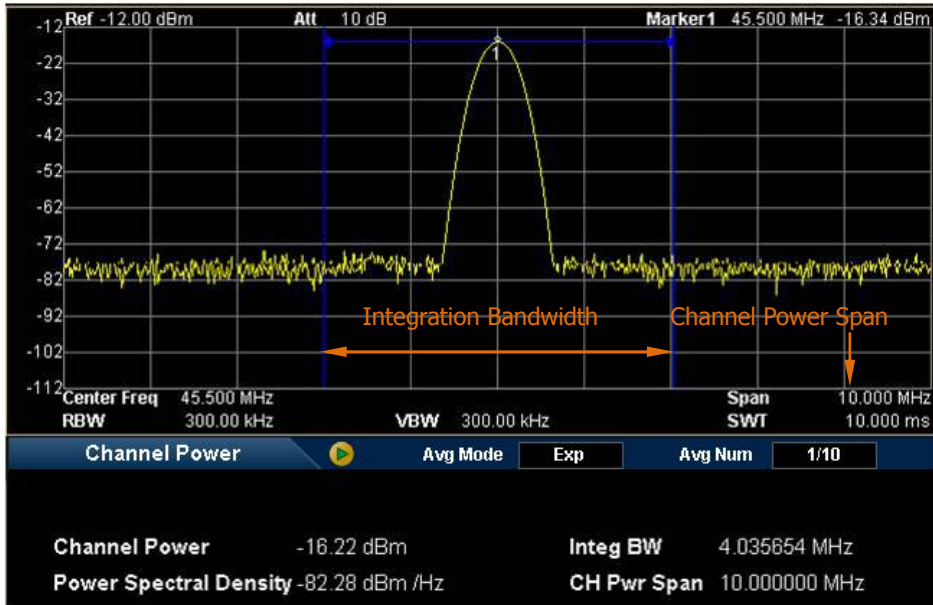 Ref -12.00 dBm Att 10 dB Marker1 45.500 MHz -16.34 dBm
-12
1
-22
-32
-42
-52
-62
-72
-82
-92
Integration Bandwidth Channel Power Span
-102
-112
Center Freq 45.500 MHz Span 10.000 MHz
RBW 300.00 kHz VBW 300.00 kHz SWT 10.000 ms
Channel Power Avg Mode Exp Avg Num 1/10
Channel Power -16.22 dBm Integ BW 4.035654 MHz
Power Spectral Density -82.28 dBm /Hz CH Pwr Span 10.000000 MHz